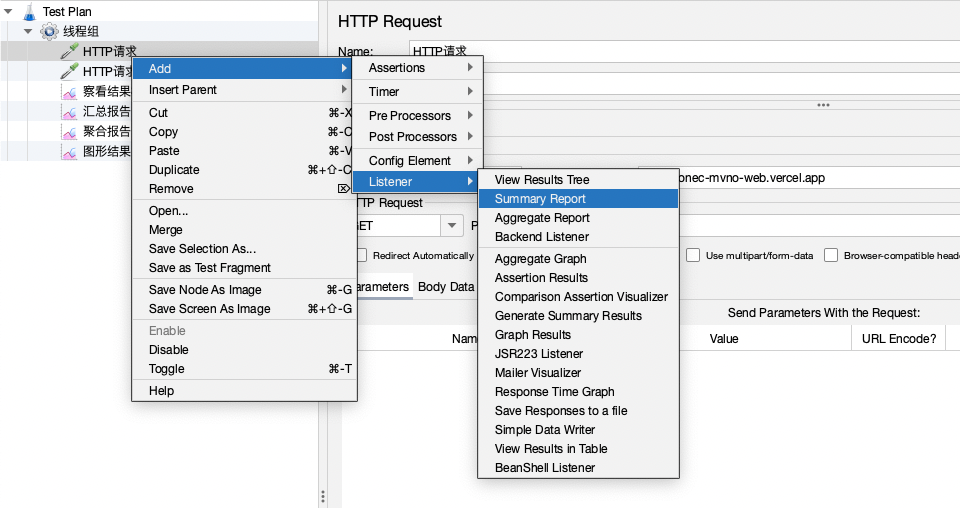 Test Plan
线程组
HTTP请求
HTTP请求
察看结果
汇总报告
聚合报告
图形结果
HTTP Request
Name:
HTTP请求
Add
Insert Parent
Cut ⌘-X
Copy ⌘-C
Paste ⌘-V
Duplicate ⌘+⇧-C
Remove ⌦
Open...
Merge
Save Selection As...
Save as Test Fragment
Save Node As Image ⌘-G
Save Screen As Image ⌘+⇧-G
Enable
Disable
Toggle ⌘-T
Help
Assertions
Timer
Pre Processors
Post Processors
Config Element
Listener
View Results Tree
Summary Report
Aggregate Report
Backend Listener
Aggregate Graph
Assertion Results
Comparison Assertion Visualizer
Generate Summary Results
Graph Results
JSR223 Listener
Mailer Visualizer
Response Time Graph
Save Responses to a file
Simple Data Writer
View Results in Table
BeanShell Listener
onec-mvno-web.vercel.app
TP Request
ET
Redirect Automatically
Use multipart/form-data
Browser-compatible heade
arameters
Body Data
Send Parameters With the Request:
Nam
Value
URL Encode?